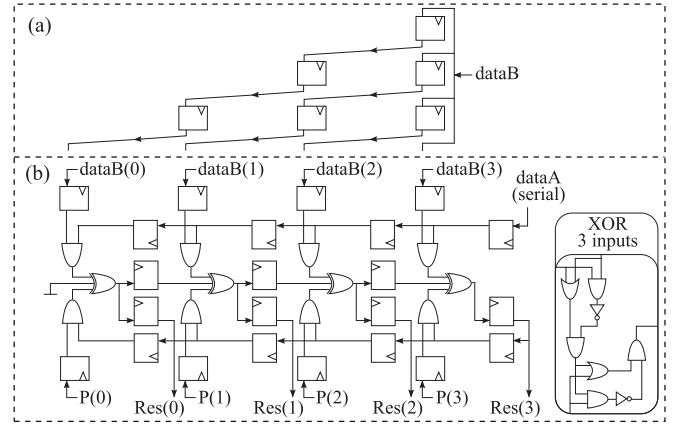 (a)
dataB
(b)
dataB(0) dataB(1) dataB(2) dataB(3) dataA
(serial)
XOR
3 inputs
P(0) P(1) P(2) P(3)
Res(0) Res(1) Res(2) Res(3)